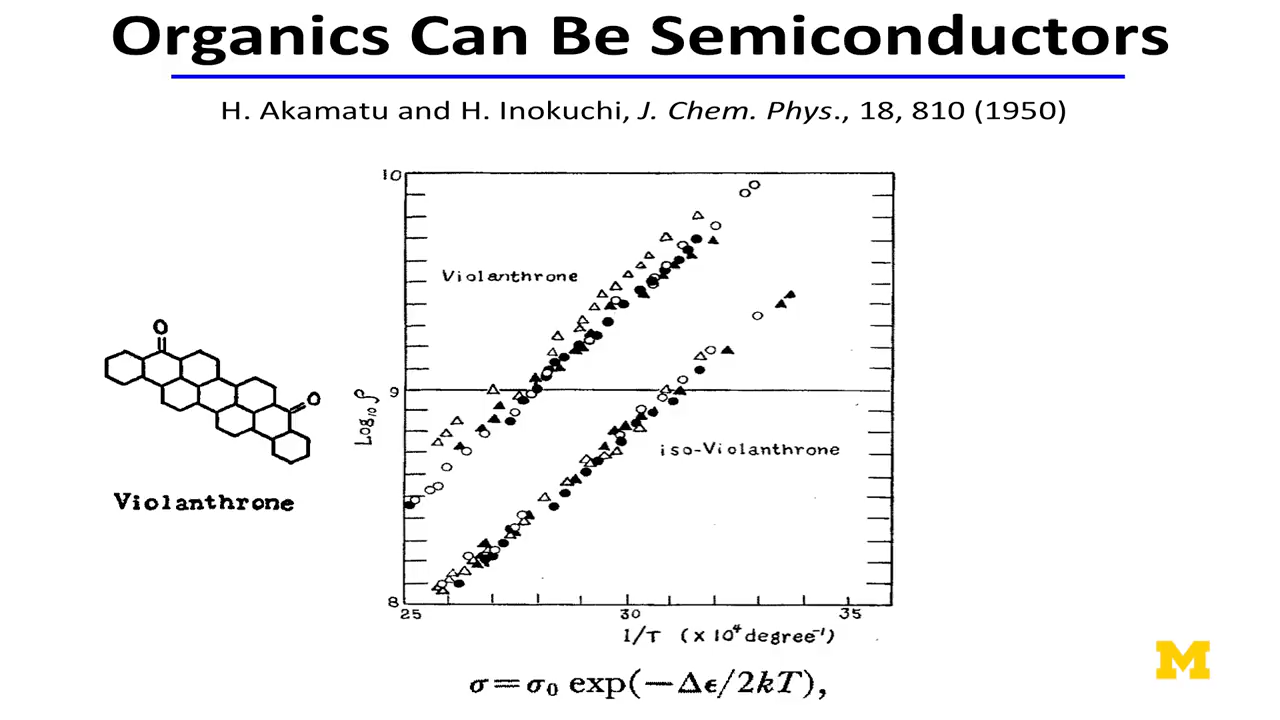 Organics Can Be Semiconductors
H. Akamatu and H. Inokuchi, J. Chem. Phys., 18, 810 (1950)
10
Violanthrone
O
O
9
Log₁₀ρ
iso-Violanthrone
Violanthrone
8
25
30
35
1/T (× 10⁴ degree⁻¹)
σ=σ₀ exp(−Δϵ/2kT),
M